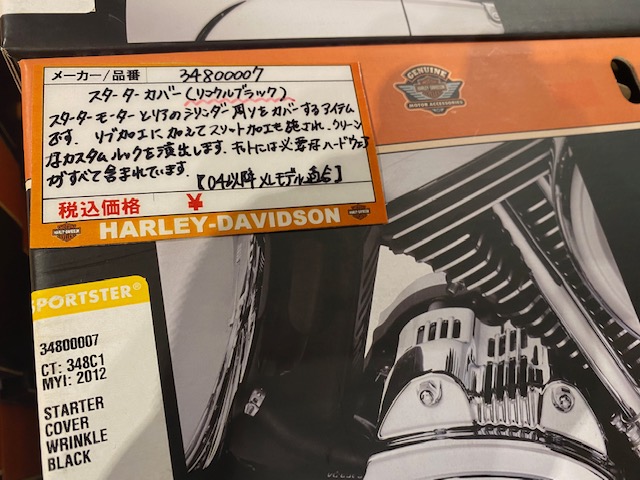 メーカー/品番 34800007
スターターカバー(リンクルブラック)
スターターモーターとリアのシリンダー周りをカバーするアイテム
です。リブ加工に加えてスリット加工も施され、クリーン
なカスタムルックを演出します。キットには必要なハードウェア
がすべて含まれています。
【04以降XLモデル適合】
税込価格 ¥
HARLEY-DAVIDSON
GENUINE
HARLEY-DAVIDSON
MOTOR ACCESSORIES
SPORTSTER®
34800007
CT: 348C1
MYI: 2012
STARTER
COVER
WRINKLE
BLACK